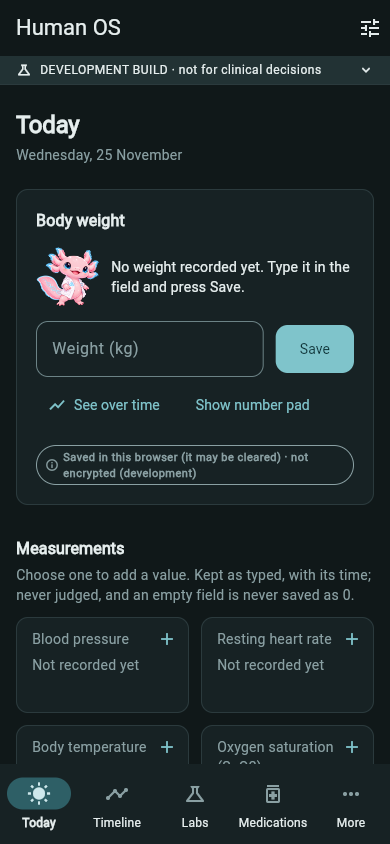 Human OS
DEVELOPMENT BUILD · not for clinical decisions
Today
Wednesday, 25 November
Body weight
No weight recorded yet. Type it in the
field and press Save.
Weight (kg)
Save
See over time
Show number pad
Saved in this browser (it may be cleared) · not
encrypted (development)
Measurements
Choose one to add a value. Kept as typed, with its time;
never judged, and an empty field is never saved as 0.
Blood pressure
Not recorded yet
Resting heart rate
Not recorded yet
Body temperature
Oxygen saturation
Today
Timeline
Labs
Medications
More